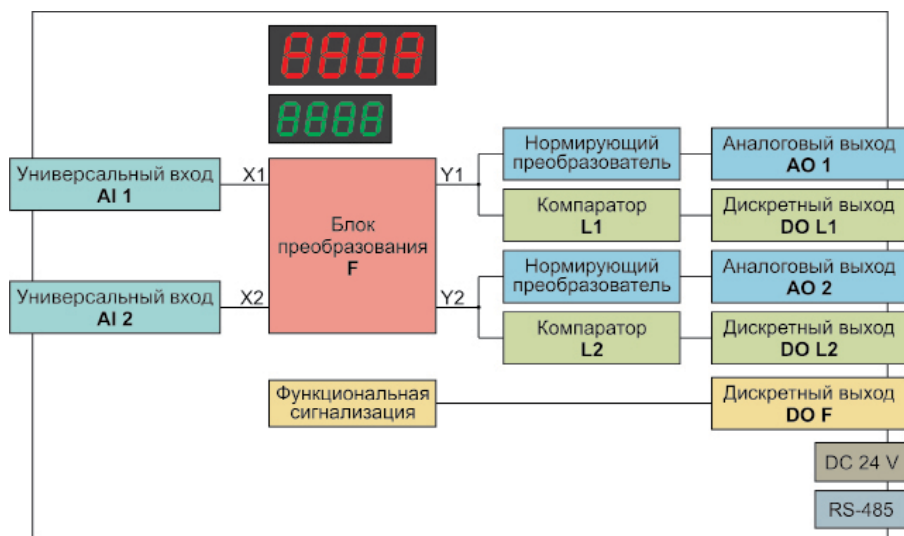 8888
8888
Универсальный вход
AI 1
X1
Блок
преобразования
F
Y1
Нормирующий
преобразователь
Аналоговый выход
AO 1
Компаратор
L1
Дискретный выход
DO L1
Универсальный вход
AI 2
X2
Y2
Нормирующий
преобразователь
Аналоговый выход
AO 2
Компаратор
L2
Дискретный выход
DO L2
Функциональная
сигнализация
Дискретный выход
DO F
DC 24 V
RS-485